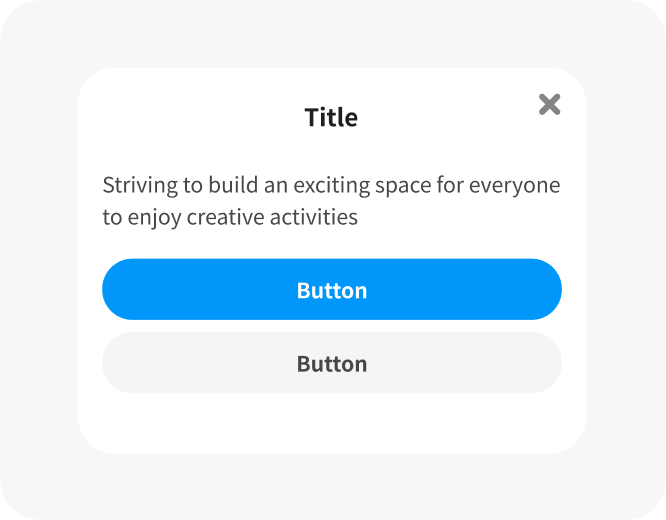 Title
Striving to build an exciting space for everyone
to enjoy creative activities
Button
Button